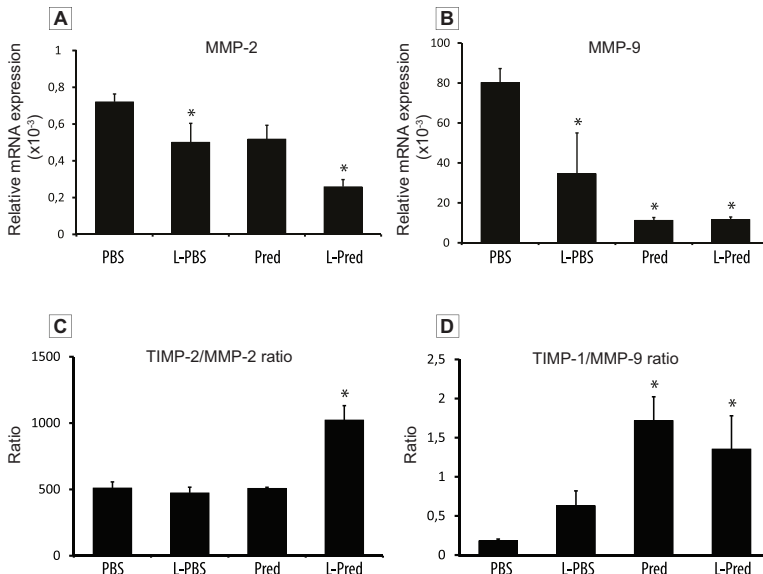 A
MMP-2
Relative mRNA expression
(x10⁻³)
1
0,8
0,6
0,4
0,2
0
*
*
PBS L-PBS Pred L-Pred
B
MMP-9
Relative mRNA expression
(x10⁻³)
100
80
60
40
20
0
*
*
*
PBS L-PBS Pred L-Pred
C
TIMP-2/MMP-2 ratio
Ratio
1500
1000
500
0
*
PBS L-PBS Pred L-Pred
D
TIMP-1/MMP-9 ratio
Ratio
2,5
2
1,5
1
0,5
0
*
*
PBS L-PBS Pred L-Pred